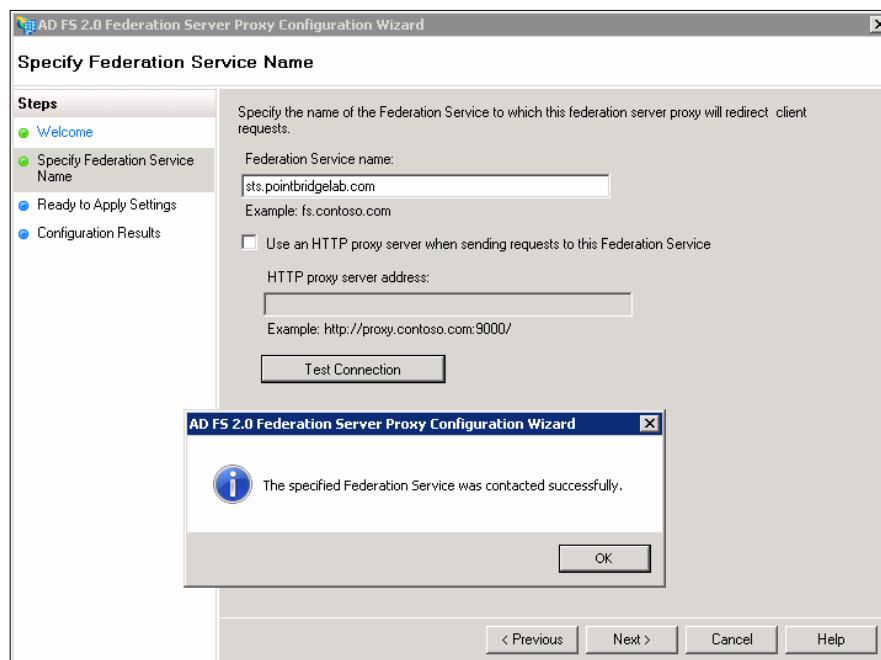 AD FS 2.0 Federation Server Proxy Configuration Wizard
Specify Federation Service Name
Steps
Welcome
Specify Federation Service
Name
Ready to Apply Settings
Configuration Results
Specify the name of the Federation Service to which this federation server proxy will redirect client
requests.
Federation Service name:
sts.pointbridgelab.com
Example: fs.contoso.com
Use an HTTP proxy server when sending requests to this Federation Service
HTTP proxy server address:
Example: http://proxy.contoso.com:9000/
Test Connection
AD FS 2.0 Federation Server Proxy Configuration Wizard
The specified Federation Service was contacted successfully.
OK
< Previous
Next >
Cancel
Help